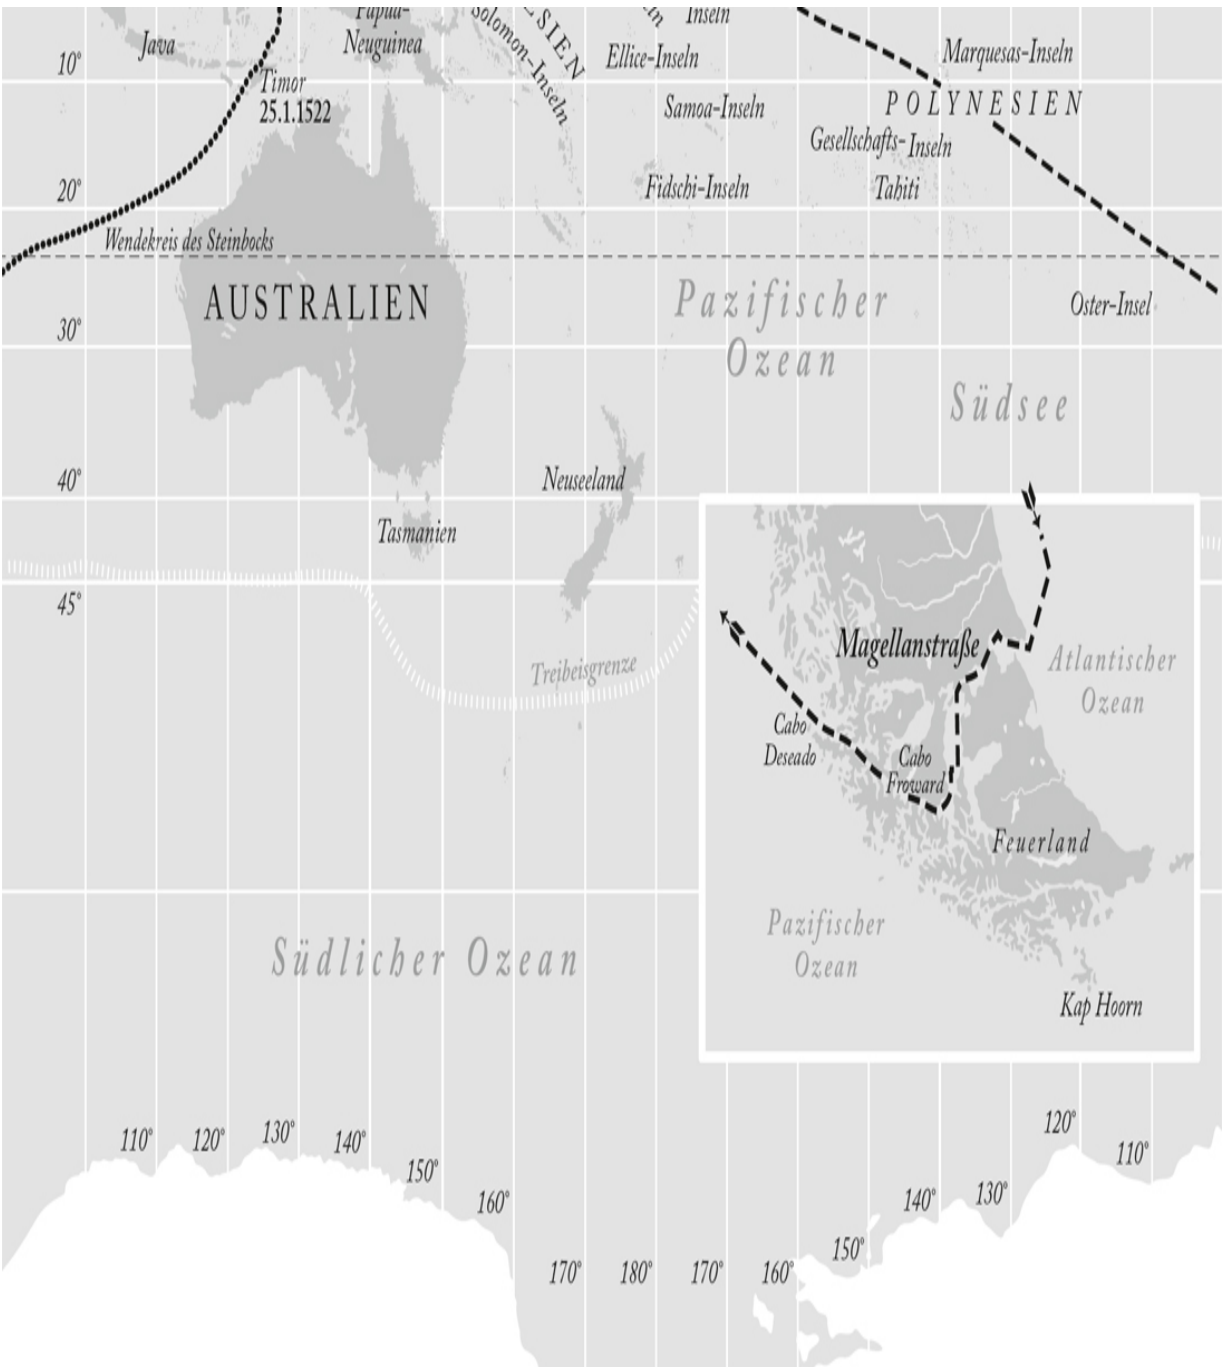 Papua-
Neuguinea
Java
Solomon-Inseln
Inseln
Ellice-Inseln
Marquesas-Inseln
10°
Timor
25.1.1522
Samoa-Inseln
POLYNESIEN
Gesellschafts-Inseln
20°
Fidschi-Inseln
Tahiti
Wendekreis des Steinbocks
AUSTRALIEN
Pazifischer
Ozean
Oster-Insel
30°
Südsee
40°
Neuseeland
Tasmanien
45°
Treibeisgrenze
Magellanstraße
Atlantischer
Ozean
Cabo
Deseado
Cabo
Froward
Feuerland
Pazifischer
Ozean
Kap Hoorn
Südlicher Ozean
110°
120°
130°
140°
150°
160°
170°
180°
170°
160°
150°
140°
130°
120°
110°